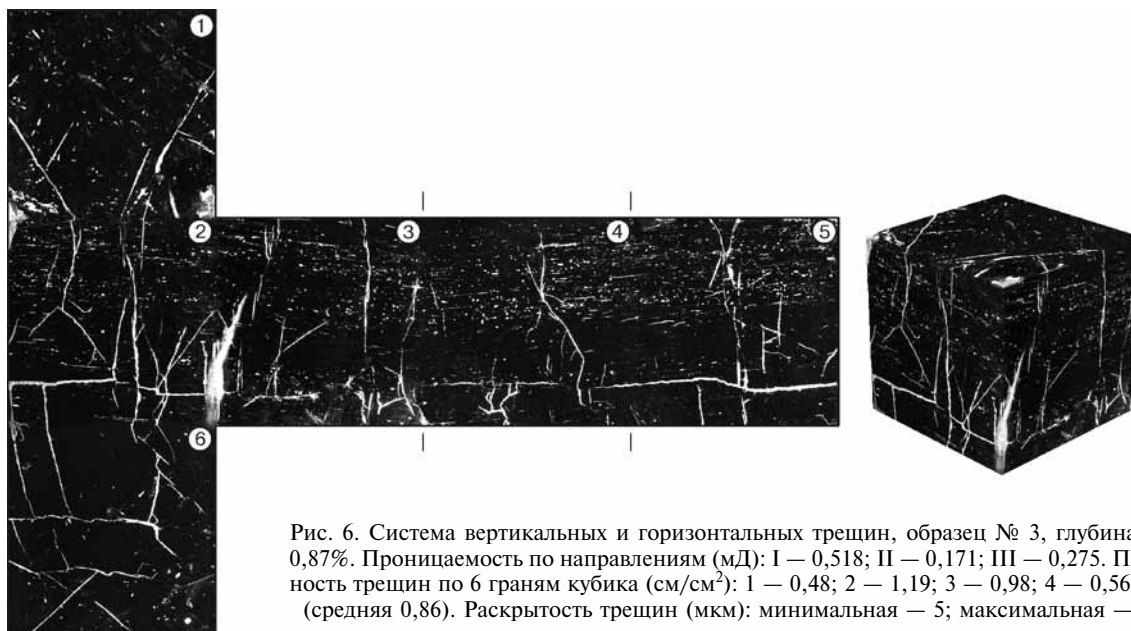 1
2
3
4
5
6
Рис. 6. Система вертикальных и горизонтальных трещин, образец № 3, глубина
0,87%. Проницаемость по направлениям (мД): I — 0,518; II — 0,171; III — 0,275. П
ность трещин по 6 граням кубика (см/см²): 1 — 0,48; 2 — 1,19; 3 — 0,98; 4 — 0,56
(средняя 0,86). Раскрытость трещин (мкм): минимальная — 5; максимальная —